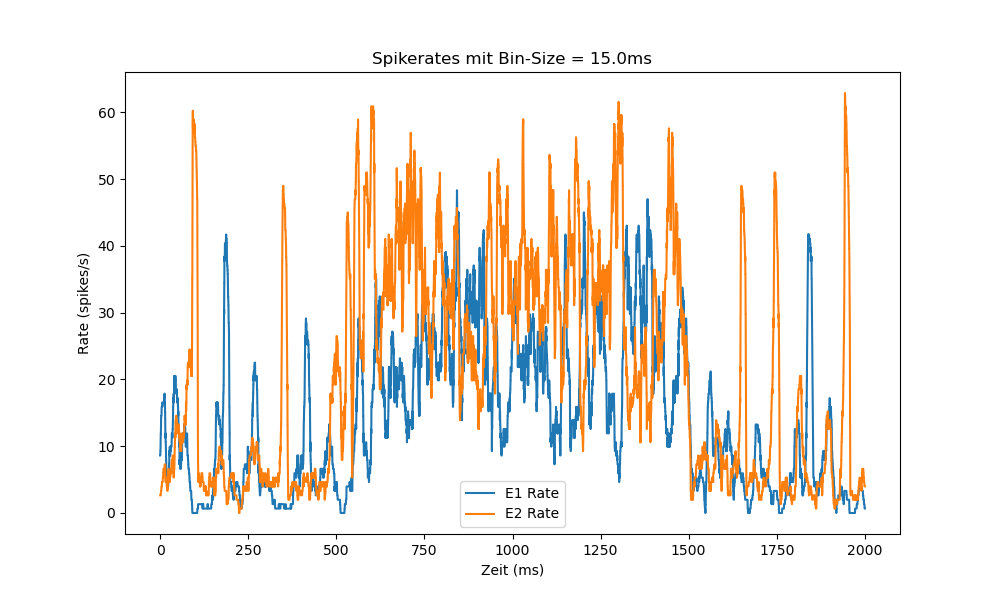 Spikerates mit Bin-Size = 15.0ms
Rate (spikes/s)
60
50
40
30
20
10
0
E1 Rate
E2 Rate
0 250 500 750 1000 1250 1500 1750 2000
Zeit (ms)